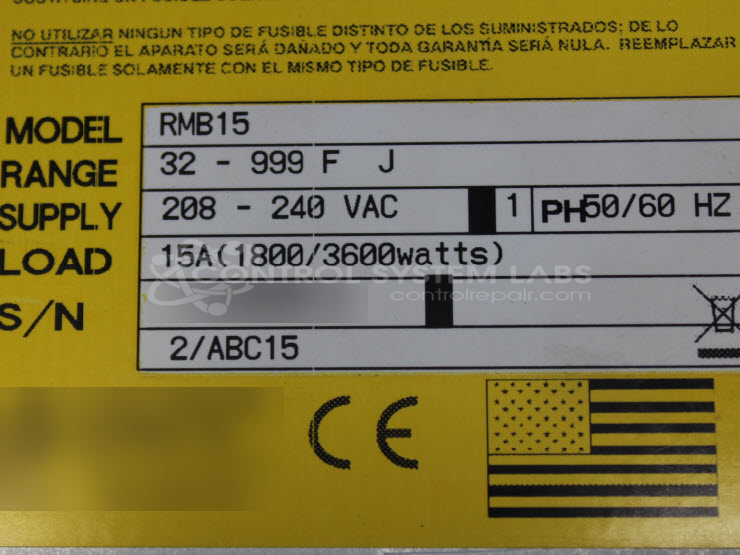 NO UTILIZAR NINGUN TIPO DE FUSIBLE DISTINTO DE LOS SUMINISTRADOS; DE LO
CONTRARIO EL APARATO SERÁ DAÑADO Y TODA GARANTÍA SERÁ NULA. REEMPLAZAR
UN FUSIBLE SOLAMENTE CON EL MISMO TIPO DE FUSIBLE.
MODEL RMB15
RANGE 32 - 999 F J
SUPPLY 208 - 240 VAC 1 PH 50/60 HZ
LOAD 15A(1800/3600watts)
CONTROL SYSTEM LABS
controlrepair.com
S/N
2/ABC15
CE